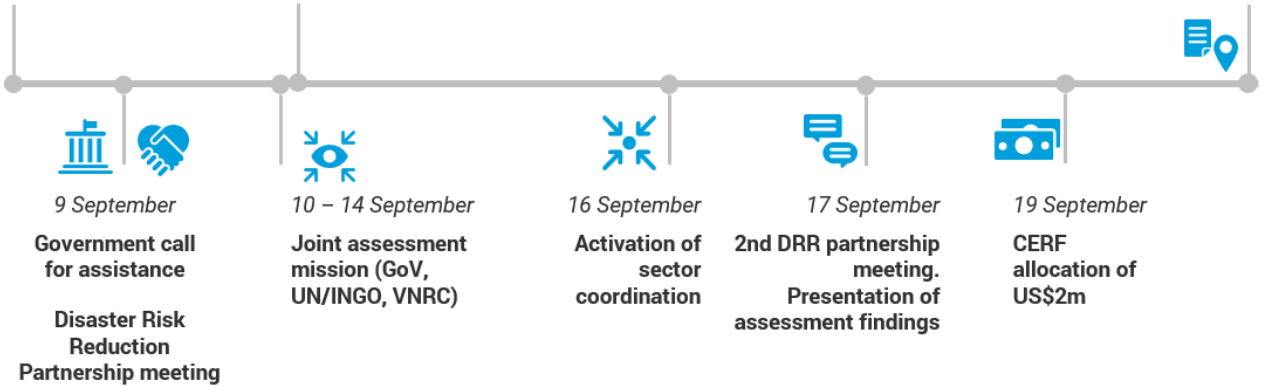 9 September
Government call
for assistance
Disaster Risk
Reduction
Partnership meeting
10 – 14 September
Joint assessment
mission (GoV,
UN/INGO, VNRC)
16 September
Activation of
sector
coordination
17 September
2nd DRR partnership
meeting.
Presentation of
assessment findings
19 September
CERF
allocation of
US$2m